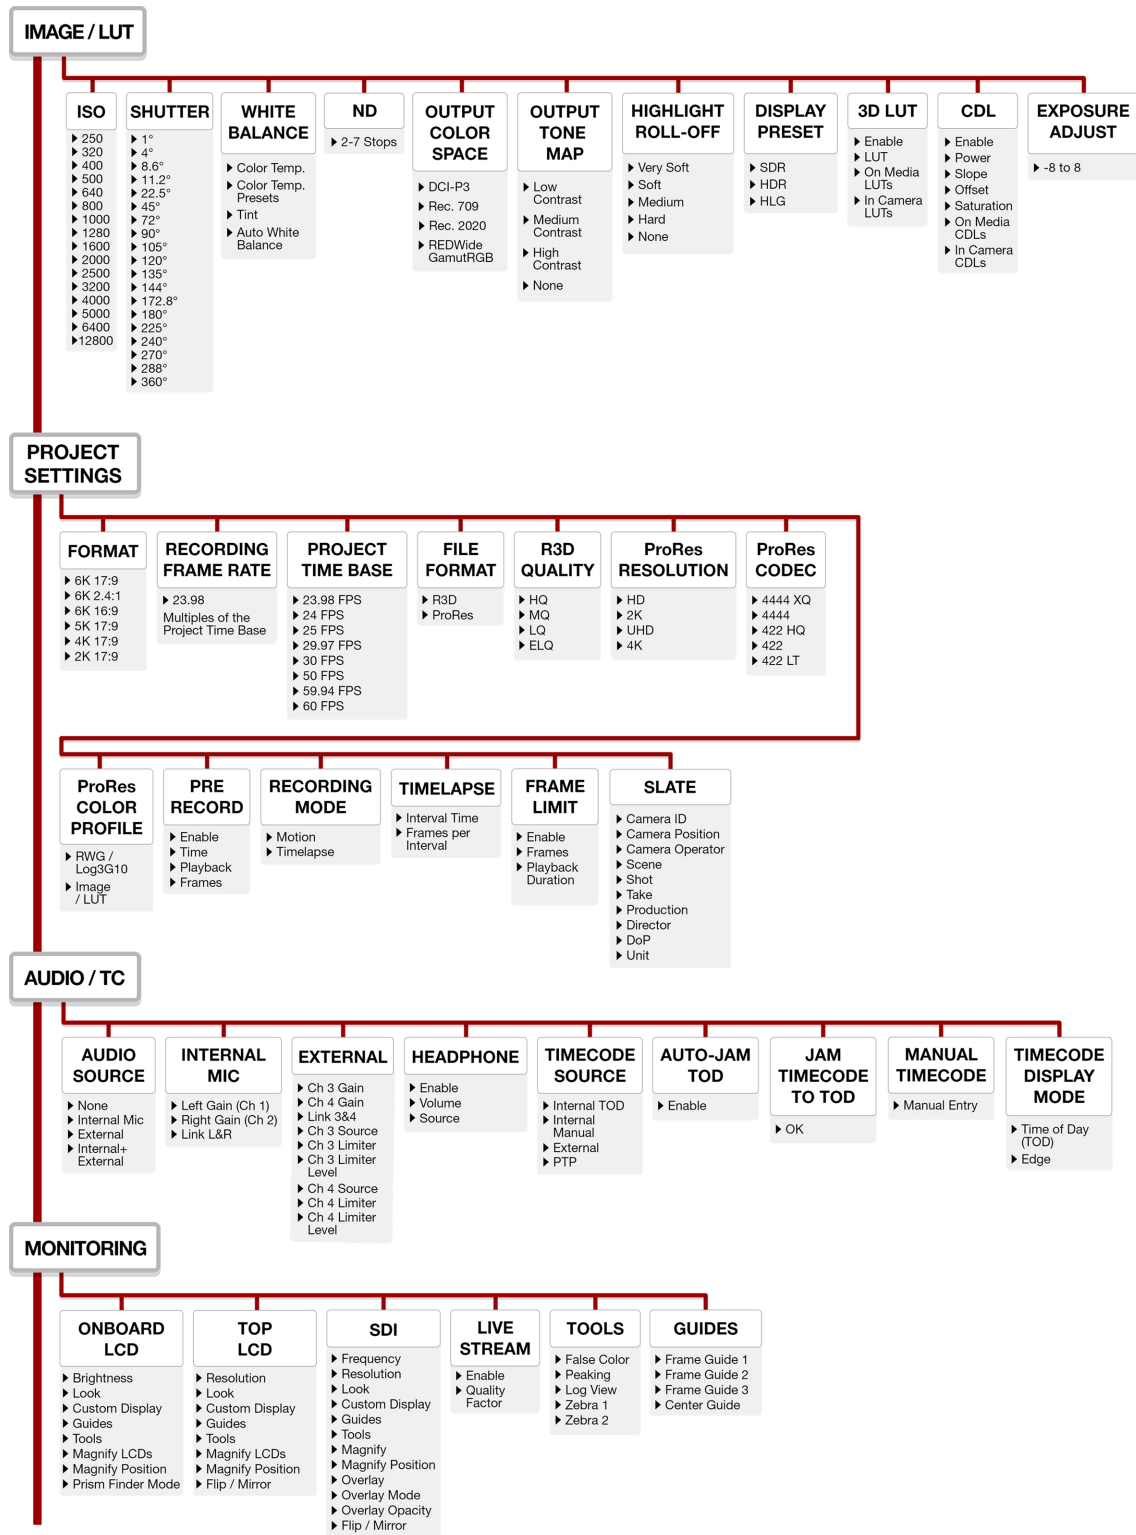 IMAGE / LUT
ISO
250
320
400
500
640
800
1000
1280
1600
2000
2500
3200
4000
5000
6400
12800
SHUTTER
1°
4°
8.6°
11.2°
22.5°
45°
72°
90°
105°
120°
135°
144°
172.8°
180°
225°
240°
270°
288°
360°
WHITE
BALANCE
Color Temp.
Color Temp.
Presets
Tint
Auto White
Balance
ND
2-7 Stops
OUTPUT
COLOR
SPACE
DCI-P3
Rec. 709
Rec. 2020
REDWide
GamutRGB
OUTPUT
TONE
MAP
Low
Contrast
Medium
Contrast
High
Contrast
None
HIGHLIGHT
ROLL-OFF
Very Soft
Soft
Medium
Hard
None
DISPLAY
PRESET
SDR
HDR
HLG
3D LUT
Enable
LUT
On Media
LUTs
In Camera
LUTs
CDL
Enable
Power
Slope
Offset
Saturation
On Media
CDLs
In Camera
CDLs
EXPOSURE
ADJUST
-8 to 8
PROJECT
SETTINGS
FORMAT
6K 17:9
6K 2.4:1
6K 16:9
5K 17:9
4K 17:9
2K 17:9
RECORDING
FRAME RATE
23.98
Multiples of the
Project Time Base
PROJECT
TIME BASE
23.98 FPS
24 FPS
25 FPS
29.97 FPS
30 FPS
50 FPS
59.94 FPS
60 FPS
FILE
FORMAT
R3D
ProRes
R3D
QUALITY
HQ
MQ
LQ
ELQ
ProRes
RESOLUTION
HD
2K
UHD
4K
ProRes
CODEC
4444 XQ
4444
422 HQ
422
422 LT
ProRes
COLOR
PROFILE
RWG /
Log3G10
Image
/ LUT
PRE
RECORD
Enable
Time
Playback
Frames
RECORDING
MODE
Motion
Timelapse
TIMELAPSE
Interval Time
Frames per
Interval
FRAME
LIMIT
Enable
Frames
Playback
Duration
SLATE
Camera ID
Camera Position
Camera Operator
Scene
Shot
Take
Production
Director
DoP
Unit
AUDIO / TC
AUDIO
SOURCE
None
Internal Mic
External
Internal+
External
INTERNAL
MIC
Left Gain (Ch 1)
Right Gain (Ch 2)
Link L&R
EXTERNAL
Ch 3 Gain
Ch 4 Gain
Link 3&4
Ch 3 Source
Ch 3 Limiter
Ch 3 Limiter
Level
Ch 4 Source
Ch 4 Limiter
Ch 4 Limiter
Level
HEADPHONE
Enable
Volume
Source
TIMECODE
SOURCE
Internal TOD
Internal
Manual
External
PTP
AUTO-JAM
TOD
Enable
JAM
TIMECODE
TO TOD
OK
MANUAL
TIMECODE
Manual Entry
TIMECODE
DISPLAY
MODE
Time of Day
(TOD)
Edge
MONITORING
ONBOARD
LCD
Brightness
Look
Custom Display
Guides
Tools
Magnify LCDs
Magnify Position
Prism Finder Mode
TOP
LCD
Resolution
Look
Custom Display
Guides
Tools
Magnify LCDs
Magnify Position
Flip / Mirror
SDI
Frequency
Resolution
Look
Custom Display
Guides
Tools
Magnify
Magnify Position
Overlay
Overlay Mode
Overlay Opacity
Flip / Mirror
LIVE
STREAM
Enable
Quality
Factor
TOOLS
False Color
Peaking
Log View
Zebra 1
Zebra 2
GUIDES
Frame Guide 1
Frame Guide 2
Frame Guide 3
Center Guide